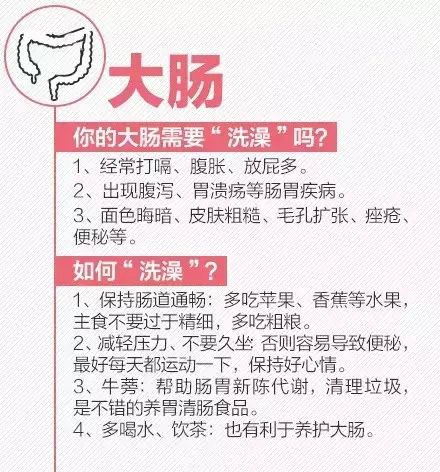 大肠
你的大肠需要“洗澡”吗？
1、经常打嗝、腹胀、放屁多。
2、出现腹泻、胃溃疡等肠胃疾病。
3、面色晦暗、皮肤粗糙、毛孔扩张、痤疮、
便秘等。
如何“洗澡”？
1、保持肠道通畅：多吃苹果、香蕉等水果，
主食不要过于精细，多吃粗粮。
2、减轻压力、不要久坐：否则容易导致便秘，
最好每天都运动一下，保持好心情。
3、牛蒡：帮助肠胃新陈代谢，清理垃圾，
是不错的养胃清肠食品。
4、多喝水、饮茶：也有利于养护大肠。